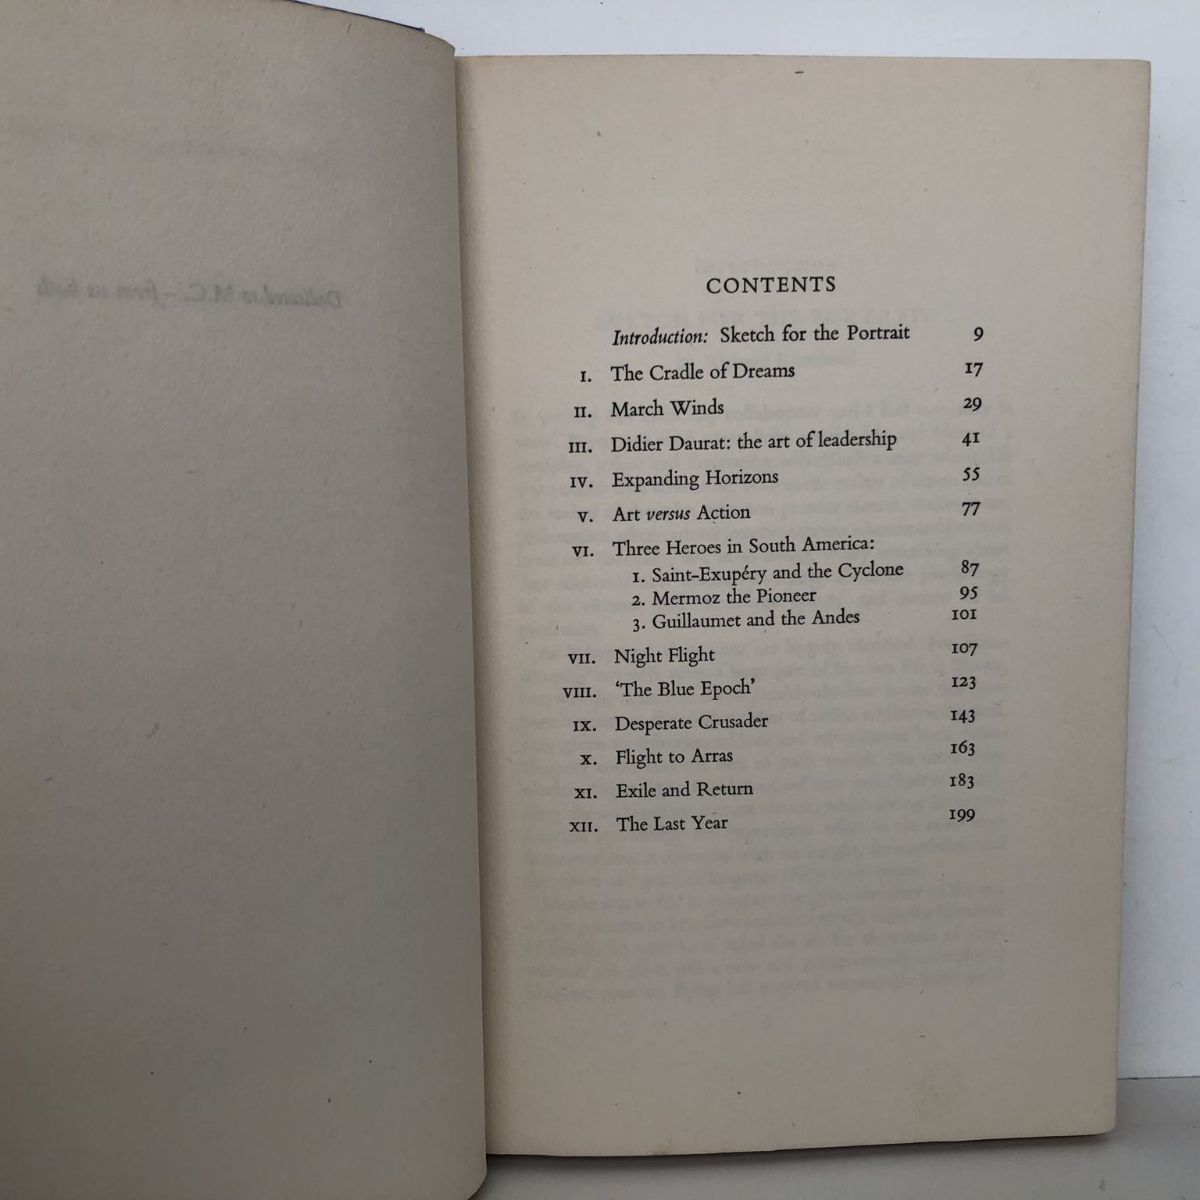 CONTENTS
Introduction: Sketch for the Portrait 9
I. The Cradle of Dreams 17
II. March Winds 29
III. Didier Daurat: the art of leadership 41
IV. Expanding Horizons 55
V. Art versus Action 77
VI. Three Heroes in South America:
1. Saint-Exupéry and the Cyclone 87
2. Mermoz the Pioneer 95
3. Guillaumet and the Andes 101
VII. Night Flight 107
VIII. ‘The Blue Epoch’ 123
IX. Desperate Crusader 143
X. Flight to Arras 163
XI. Exile and Return 183
XII. The Last Year 199